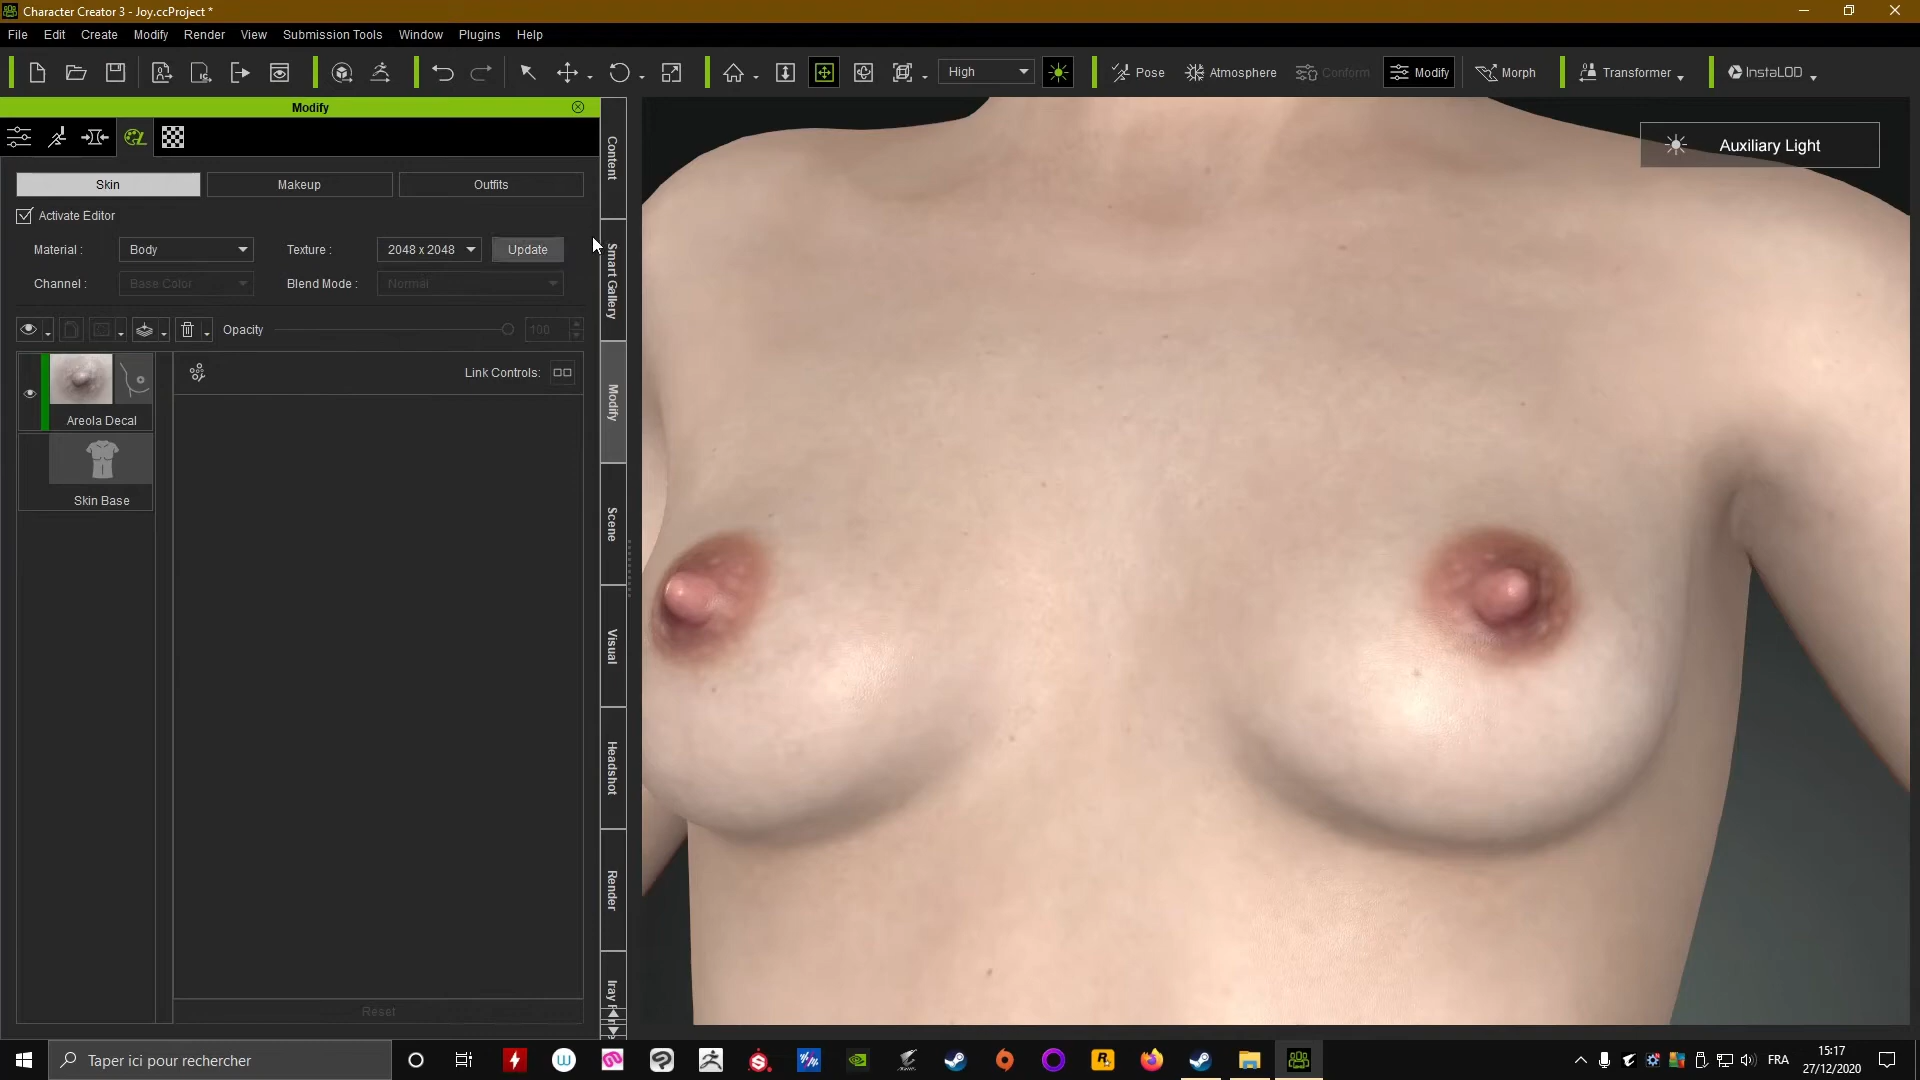 Character Creator 3 - Joy.ccProject *
File Edit Create Modify Render View Submission Tools Window Plugins Help
High Pose Atmosphere Conform Modify Morph Transformer InstaLOD
Modify
Skin Makeup Outfits
Activate Editor
Material : Body Texture : 2048 x 2048 Update
Channel : Base Color Blend Mode : Normal
Opacity 100
Link Controls:
Areola Decal
Skin Base
Reset
Content
Smart Gallery
Modify
Scene
Visual
Headshot
Render
Iray
Auxiliary Light
Taper ici pour rechercher
FRA
15:17
27/12/2020